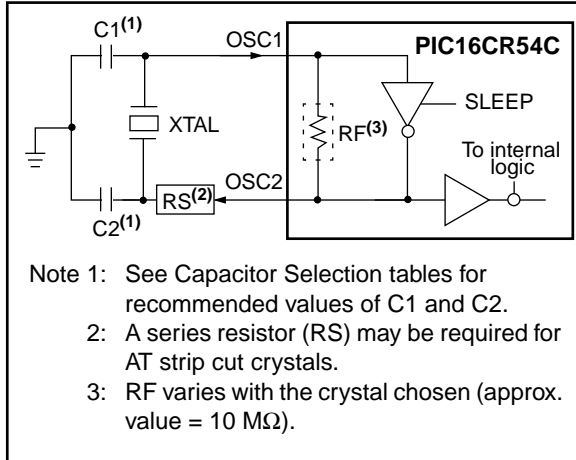 C1(1)
OSC1
PIC16CR54C
SLEEP
XTAL
RF(3)
To internal
logic
OSC2
RS(2)
C2(1)
Note 1: See Capacitor Selection tables for
recommended values of C1 and C2.
2: A series resistor (RS) may be required for
AT strip cut crystals.
3: RF varies with the crystal chosen (approx.
value = 10 MΩ).